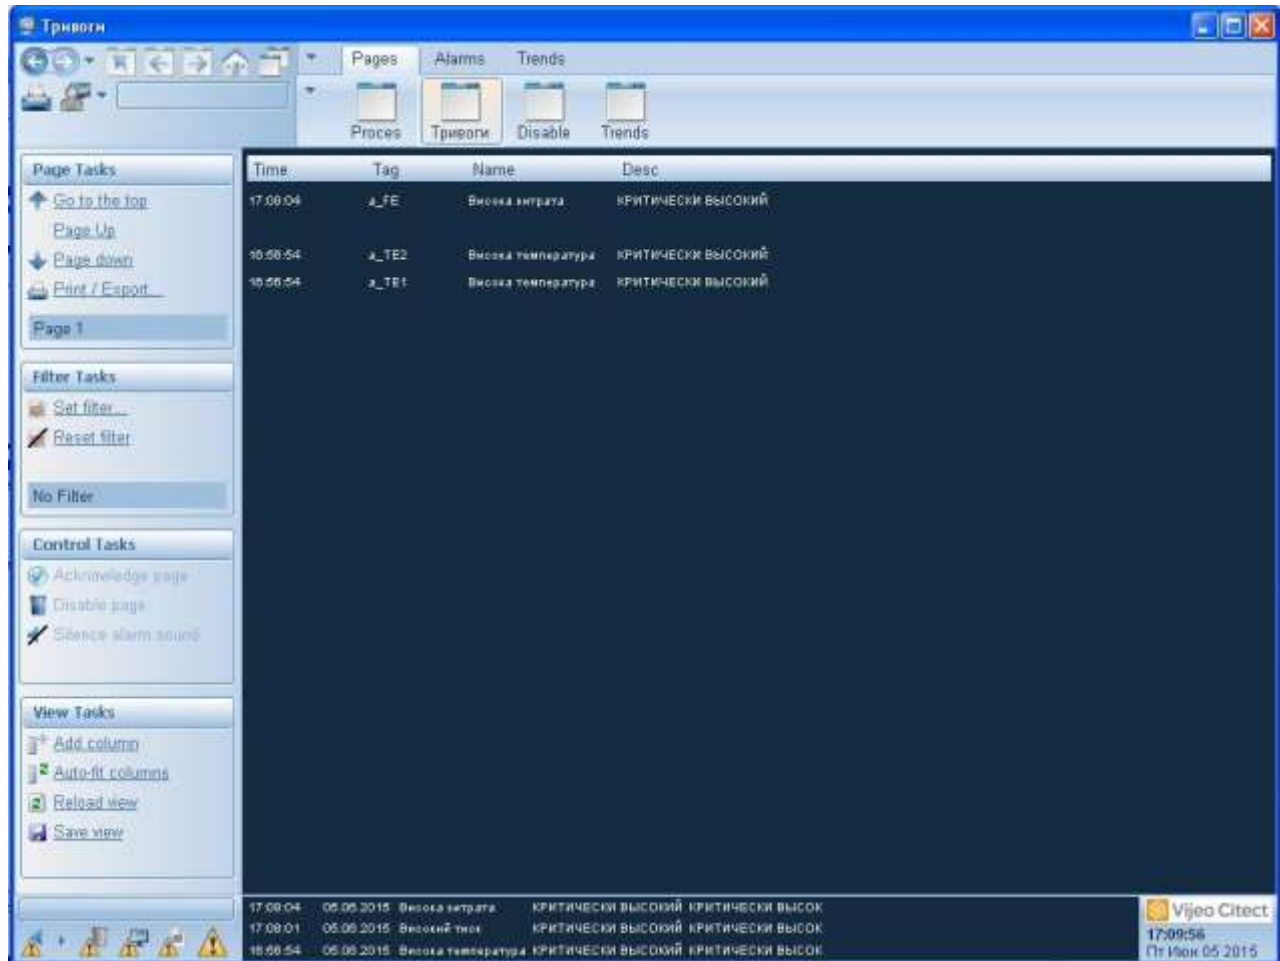 Тривоги
Pages Alarms Trends
Proces Тривоги Disable Trends
Page Tasks
Go to the top
Page Up
Page down
Print / Export...
Page 1
Filter Tasks
Set filter...
Reset filter
No Filter
Control Tasks
Acknowledge page
Disable page
Silence alarm sound
View Tasks
Add column
Auto-fit columns
Reload view
Save view
Time Tag Name Desc
17:09:04 a_FE Висока витрата КРИТИЧЕСКИ ВЫСОКИЙ
16:56:54 a_TE2 Висока температура КРИТИЧЕСКИ ВЫСОКИЙ
16:56:54 a_TE1 Висока температура КРИТИЧЕСКИ ВЫСОКИЙ
17:09:04 05.06.2015 Висока витрата КРИТИЧЕСКИ ВЫСОКИЙ КРИТИЧЕСКИ ВЫСОК
17:09:01 05.06.2015 Високий тиск КРИТИЧЕСКИ ВЫСОКИЙ КРИТИЧЕСКИ ВЫСОК
16:56:54 05.06.2015 Висока температура КРИТИЧЕСКИ ВЫСОКИЙ КРИТИЧЕСКИ ВЫСОК
Vijeo Citect
17:09:56
Пт Июн 05 2015